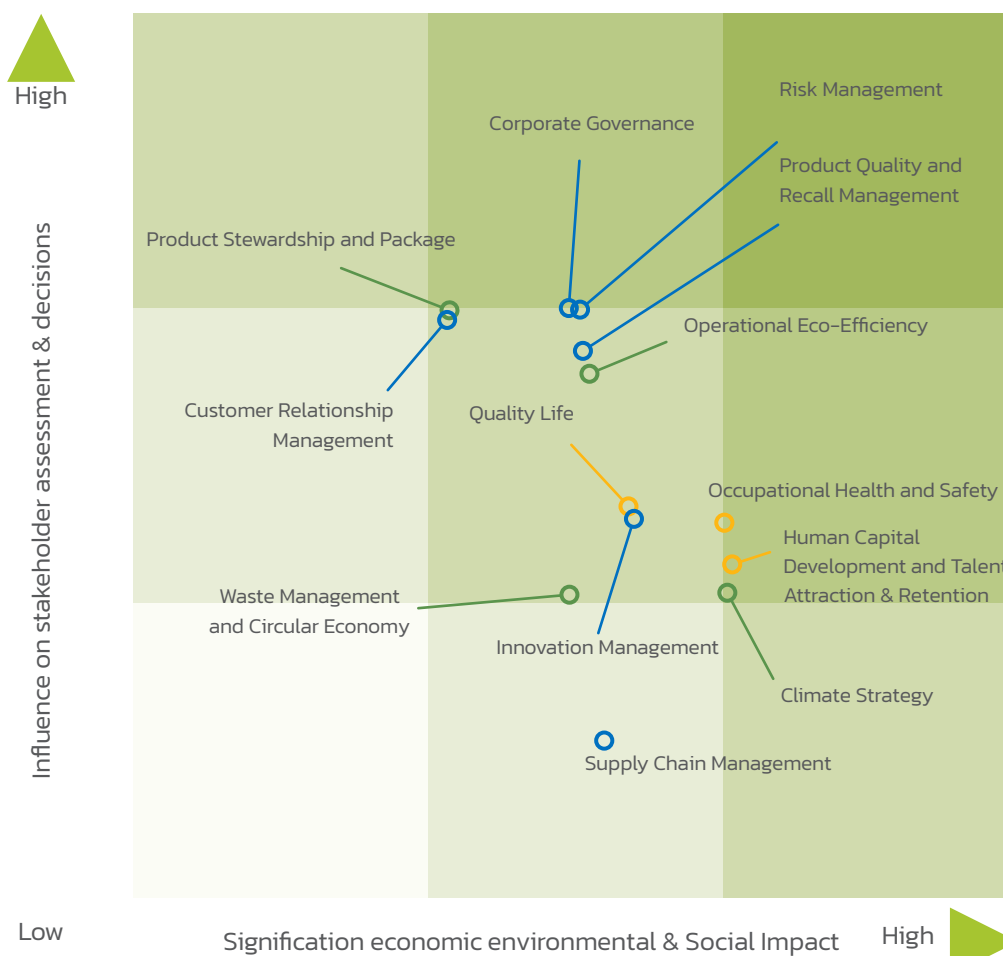 High
Influence on stakeholder assessment & decisions
Risk Management
Corporate Governance
Product Quality and
Recall Management
Product Stewardship and Package
Operational Eco-Efficiency
Customer Relationship
Management
Quality Life
Occupational Health and Safety
Human Capital
Development and Talent
Attraction & Retention
Waste Management
and Circular Economy
Innovation Management
Climate Strategy
Supply Chain Management
Low
Signification economic environmental & Social Impact
High